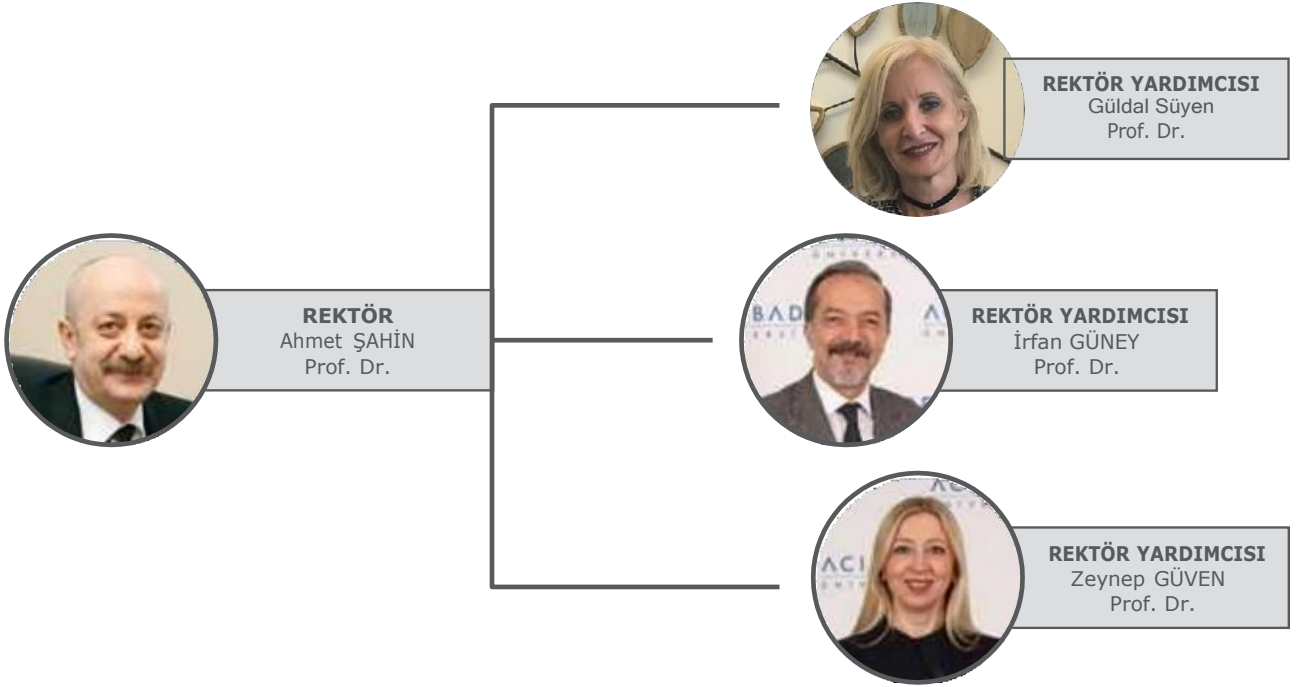 REKTÖR YARDIMCISI
Güldal Süyen
Prof. Dr.
REKTÖR
Ahmet ŞAHİN
Prof. Dr.
REKTÖR YARDIMCISI
İrfan GÜNEY
Prof. Dr.
REKTÖR YARDIMCISI
Zeynep GÜVEN
Prof. Dr.